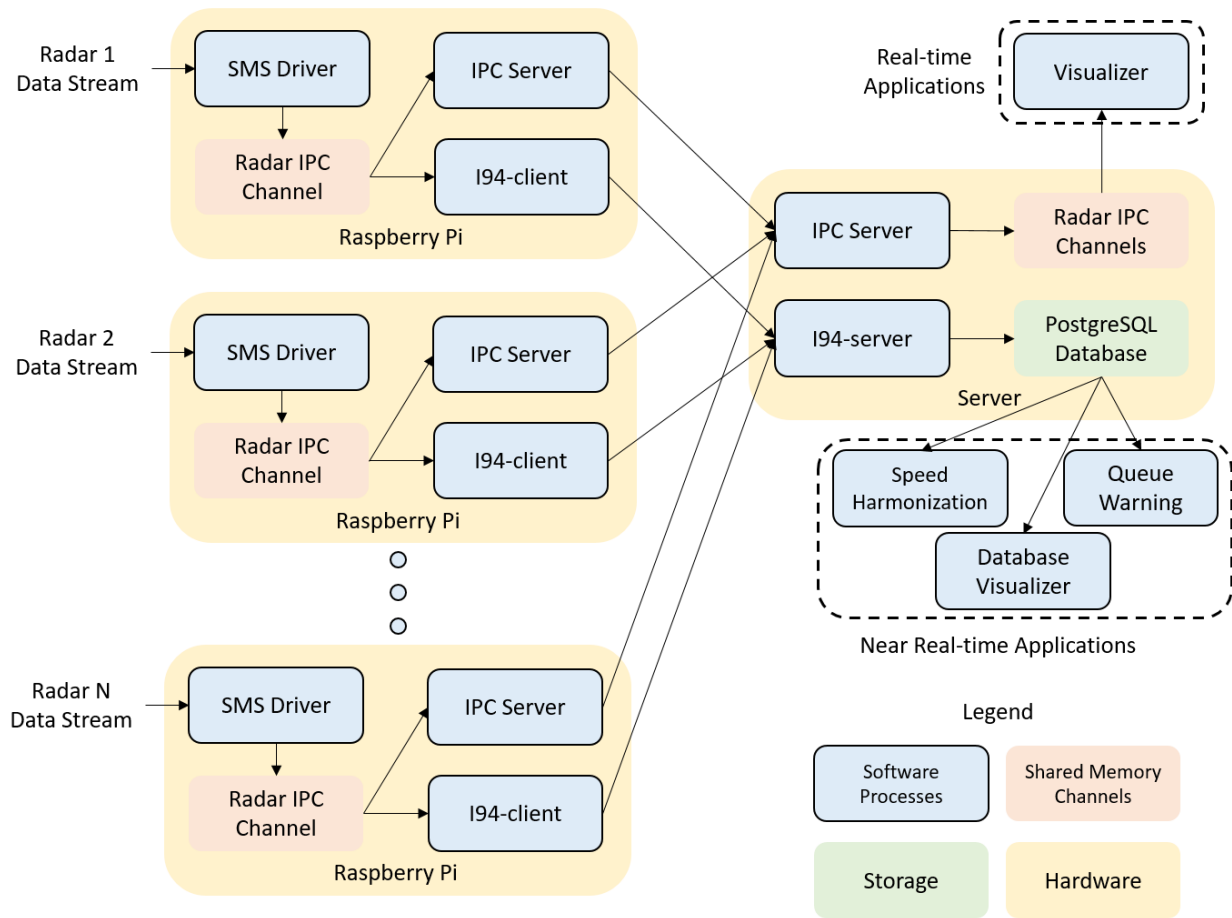 Radar 1
Data Stream
SMS Driver
Radar IPC
Channel
IPC Server
I94-client
Raspberry Pi
Radar 2
Data Stream
SMS Driver
Radar IPC
Channel
IPC Server
I94-client
Raspberry Pi
Radar N
Data Stream
SMS Driver
Radar IPC
Channel
IPC Server
I94-client
Raspberry Pi
Real-time
Applications
Visualizer
IPC Server
Radar IPC
Channels
I94-server
PostgreSQL
Database
Server
Speed
Harmonization
Queue
Warning
Database
Visualizer
Near Real-time Applications
Legend
Software
Processes
Shared Memory
Channels
Storage
Hardware